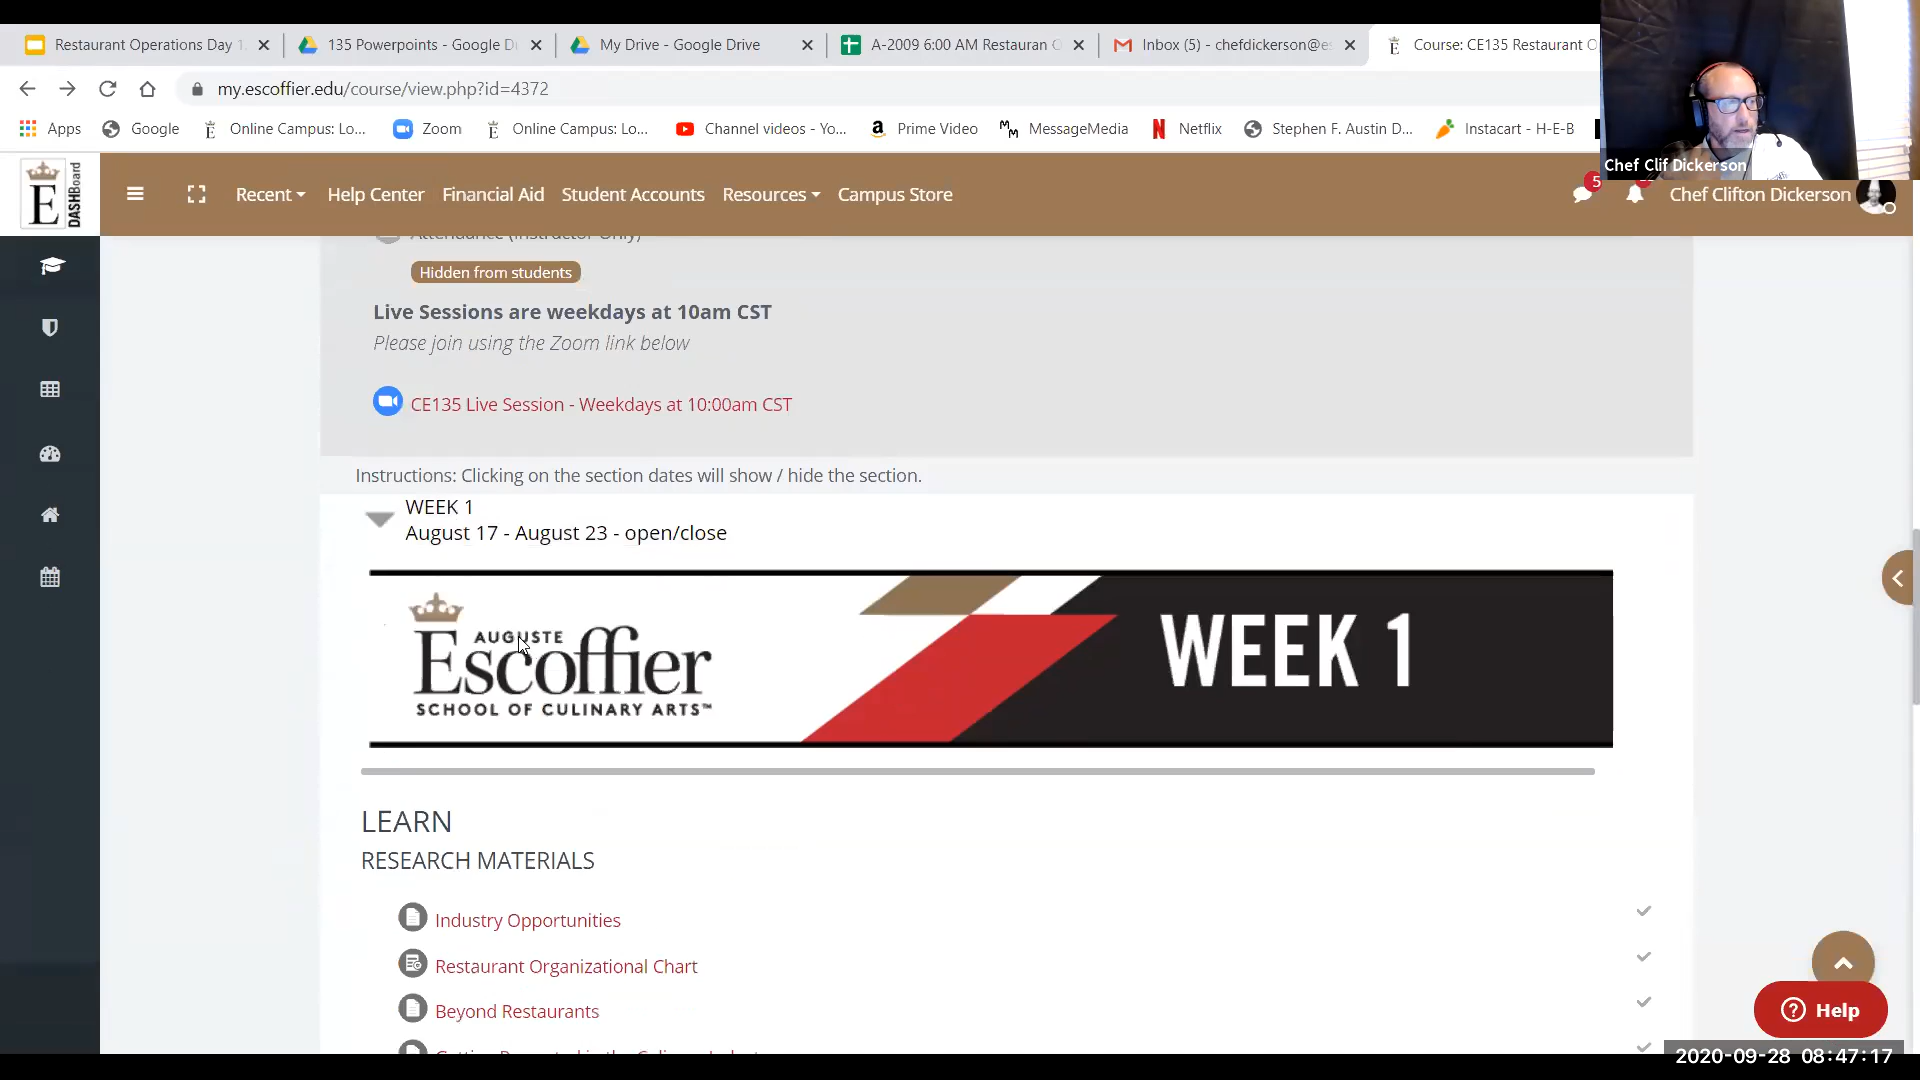 Restaurant Operations Day 1
135 Powerpoints - Google D
My Drive - Google Drive
A-2009 6:00 AM Restauran O
Inbox (5) - chefdickerson@es
Course: CE135 Restaurant O
my.escoffier.edu/course/view.php?id=4372
Apps
Google
Online Campus: Lo...
Zoom
Online Campus: Lo...
Channel videos - Yo...
Prime Video
MessageMedia
Netflix
Stephen F. Austin D...
Instacart - H-E-B
Chef Clif Dickerson
E DASHBoard
Recent
Help Center
Financial Aid
Student Accounts
Resources
Campus Store
5
Chef Clifton Dickerson
Attendance (Instructor Only)
Hidden from students
Live Sessions are weekdays at 10am CST
Please join using the Zoom link below
CE135 Live Session - Weekdays at 10:00am CST
Instructions: Clicking on the section dates will show / hide the section.
WEEK 1
August 17 - August 23 - open/close
AUGUSTE
Escoffier
SCHOOL OF CULINARY ARTS™
WEEK 1
LEARN
RESEARCH MATERIALS
Industry Opportunities
Restaurant Organizational Chart
Beyond Restaurants
Help
2020-09-28 08:47:17